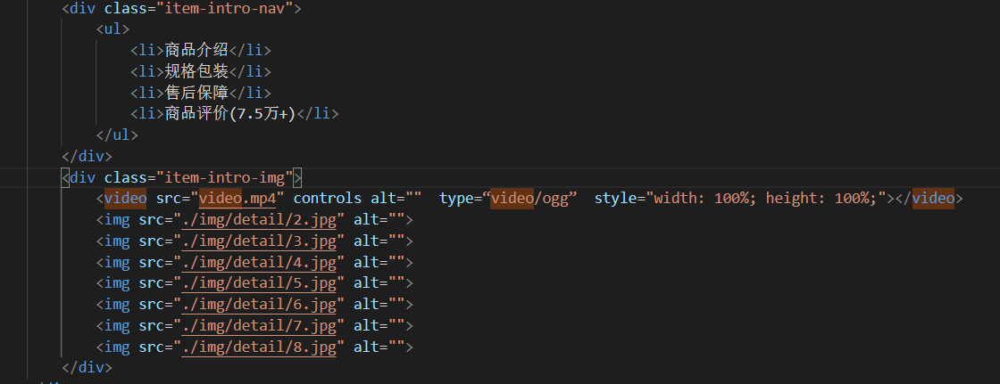 <div class="item-intro-nav">
<ul>
<li>商品介绍</li>
<li>规格包装</li>
<li>售后保障</li>
<li>商品评价(7.5万+)</li>
</ul>
</div>
<div class="item-intro-img">
<video src="video.mp4" controls alt=""  type=“video/ogg”  style="width: 100%; height: 100%;"></video>
<img src="./img/detail/2.jpg" alt="">
<img src="./img/detail/3.jpg" alt="">
<img src="./img/detail/4.jpg" alt="">
<img src="./img/detail/5.jpg" alt="">
<img src="./img/detail/6.jpg" alt="">
<img src="./img/detail/7.jpg" alt="">
<img src="./img/detail/8.jpg" alt="">
</div>